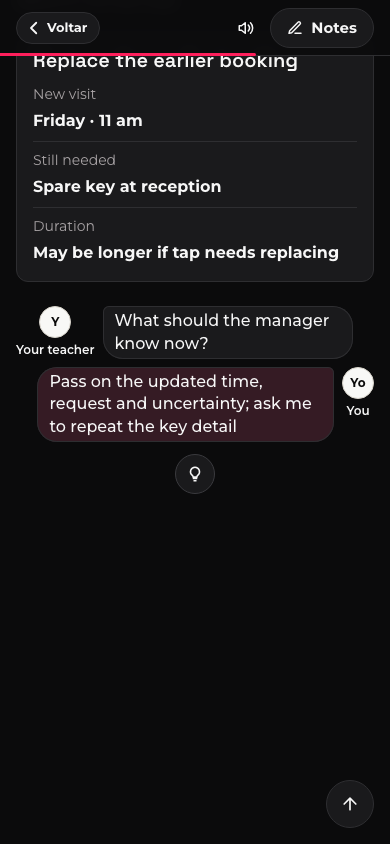 Voltar
Notes
Replace the earlier booking
New visit
Friday · 11 am
Still needed
Spare key at reception
Duration
May be longer if tap needs replacing
Y
Your teacher
What should the manager
know now?
Pass on the updated time,
request and uncertainty; ask me
to repeat the key detail
Yo
You